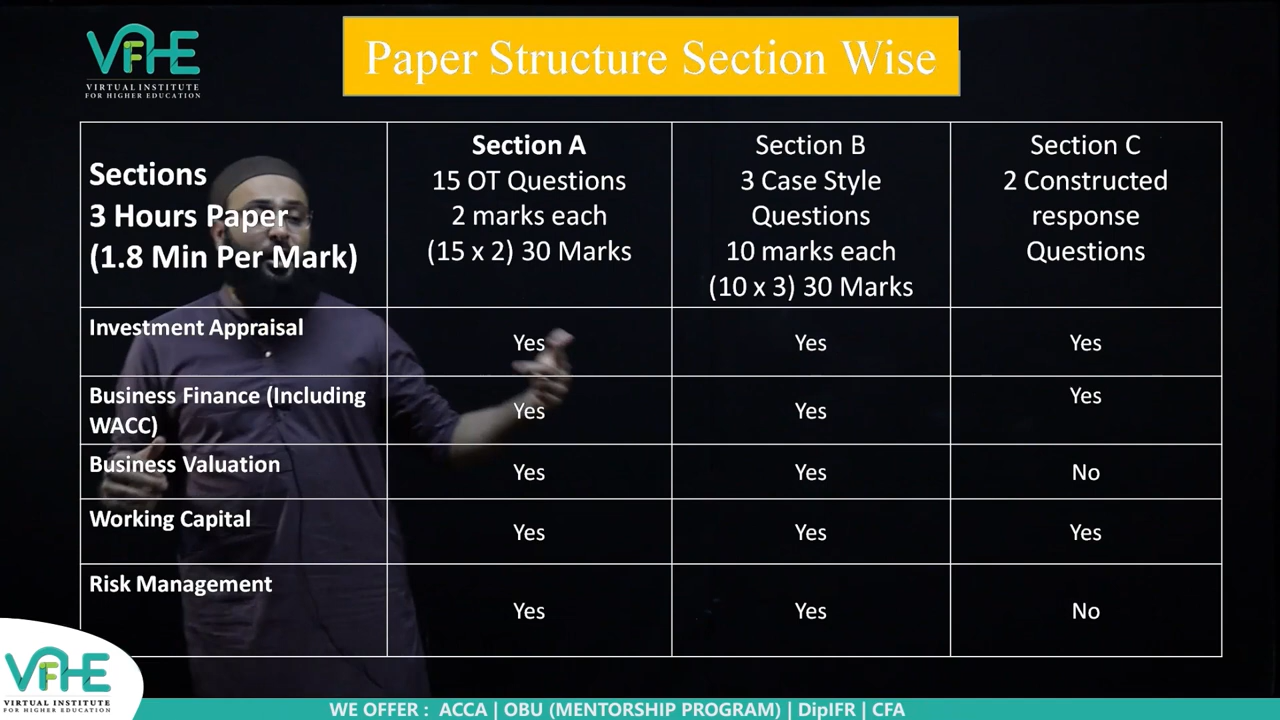 VFHE
VIRTUAL INSTITUTE
FOR HIGHER EDUCATION
Paper Structure Section Wise
Sections
3 Hours Paper
(1.8 Min Per Mark)
Section A
15 OT Questions
2 marks each
(15 x 2) 30 Marks
Section B
3 Case Style
Questions
10 marks each
(10 x 3) 30 Marks
Section C
2 Constructed
response
Questions
Investment Appraisal
Yes
Yes
Yes
Business Finance (Including
WACC)
Yes
Yes
Yes
Business Valuation
Yes
Yes
No
Working Capital
Yes
Yes
Yes
Risk Management
Yes
Yes
No
VFHE
VIRTUAL INSTITUTE
FOR HIGHER EDUCATION
WE OFFER : ACCA | OBU (MENTORSHIP PROGRAM) | DipIFR | CFA